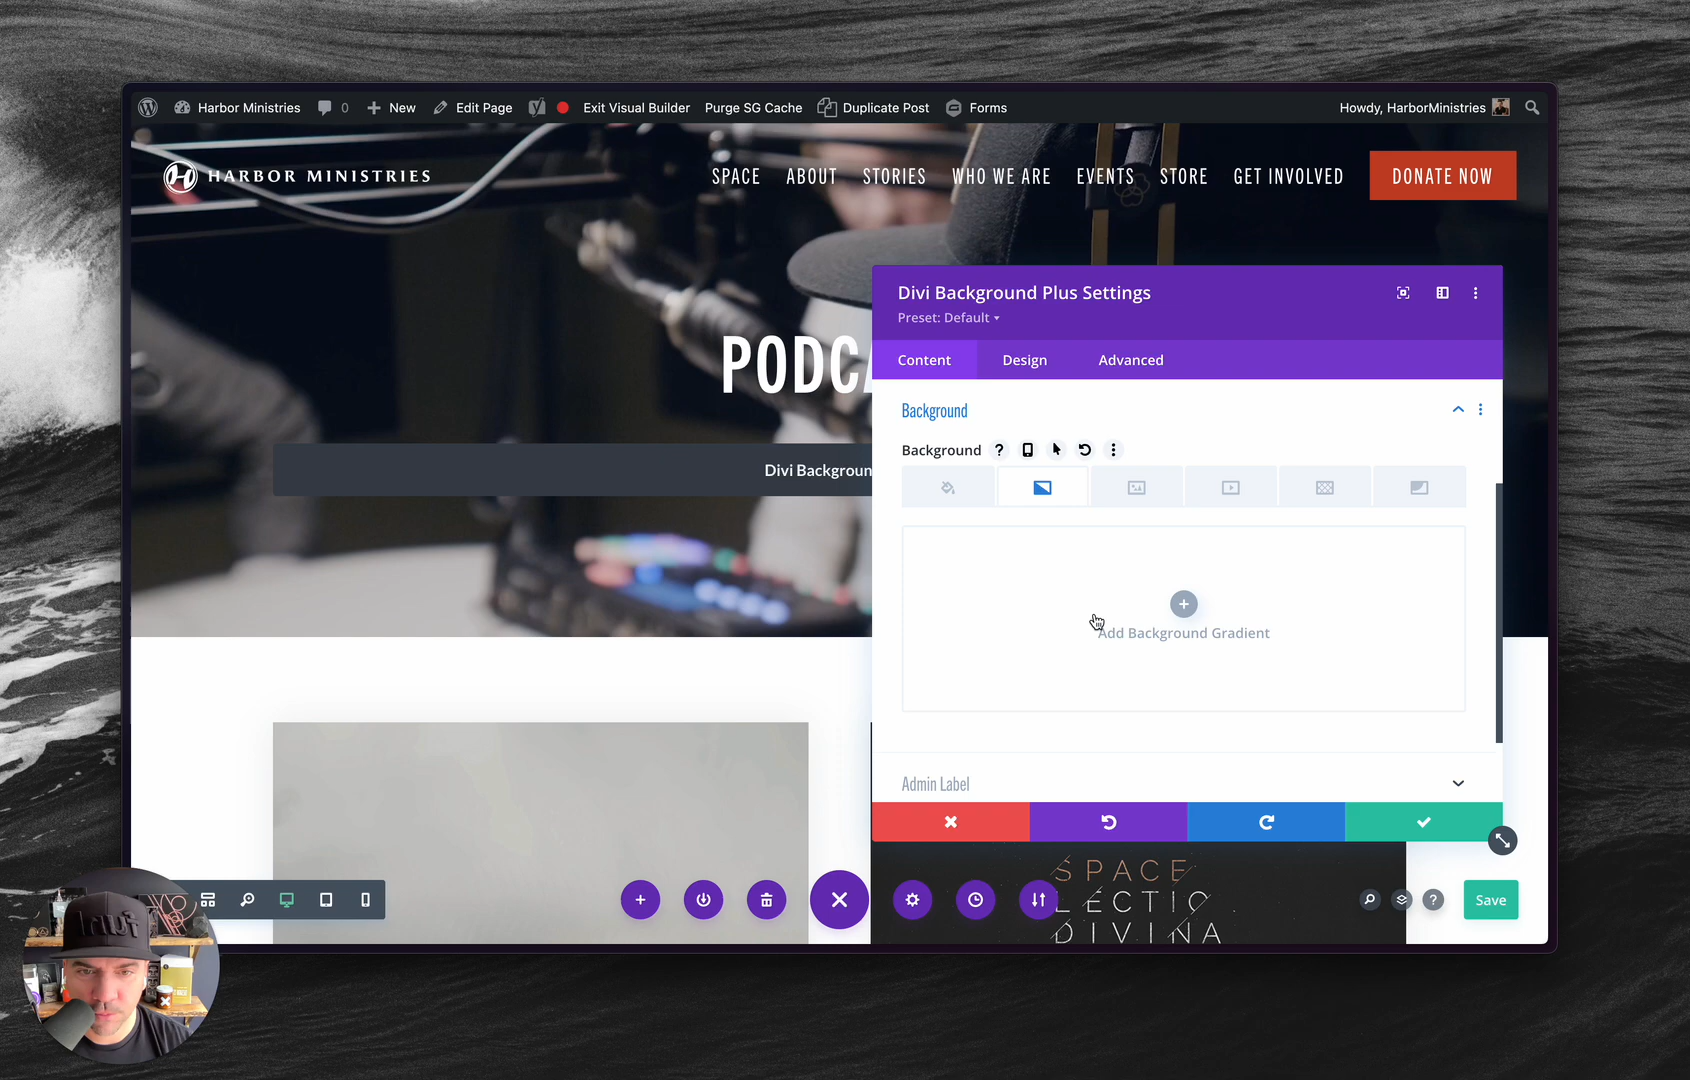 Harbor Ministries 0 New Edit Page Exit Visual Builder Purge SG Cache Duplicate Post Forms Howdy, HarborMinistries
HARBOR MINISTRIES SPACE ABOUT STORIES WHO WE ARE EVENTS STORE GET INVOLVED DONATE NOW
PODCA
Divi Backgroun
Divi Background Plus Settings
Preset: Default
Content Design Advanced
Background
Background ?
Add Background Gradient
Admin Label
SPACE
LECTIO
DIVINA
? Save